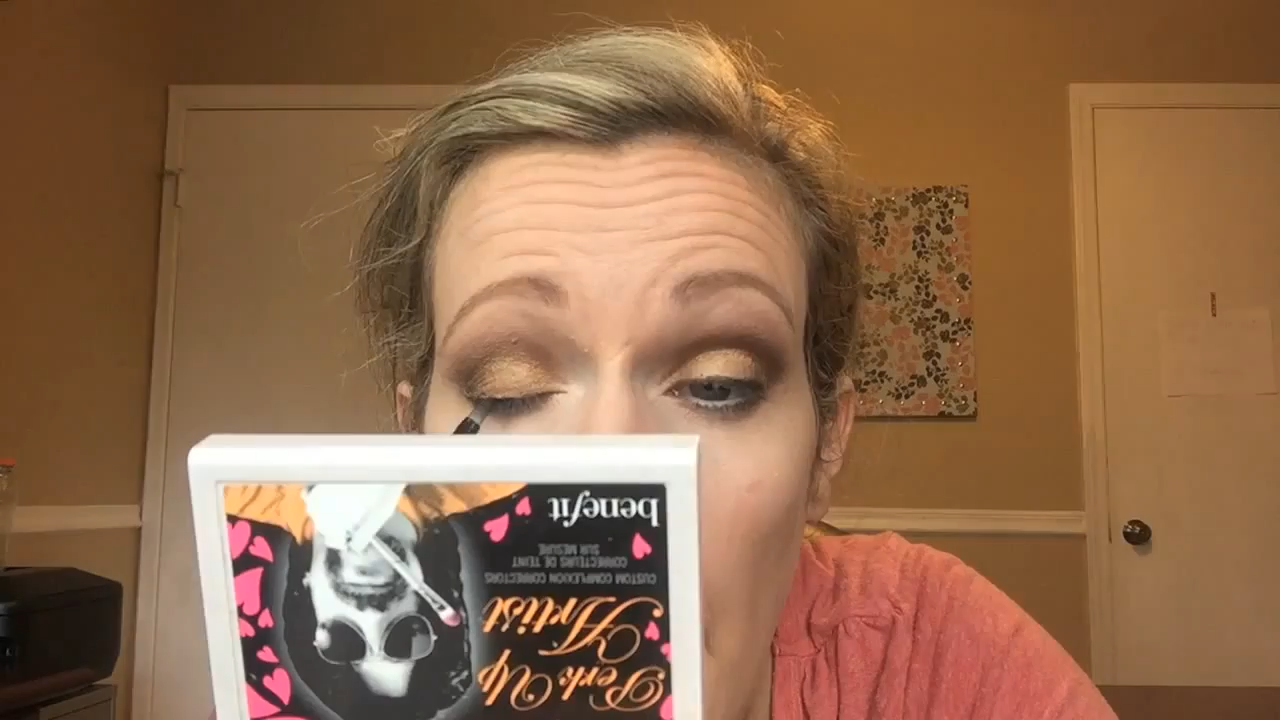 benefit
Perk Up
Artist
CUSTOM COMPLEXION CORRECTORS
CORRECTEURS DE TEINT
SUR MESURE